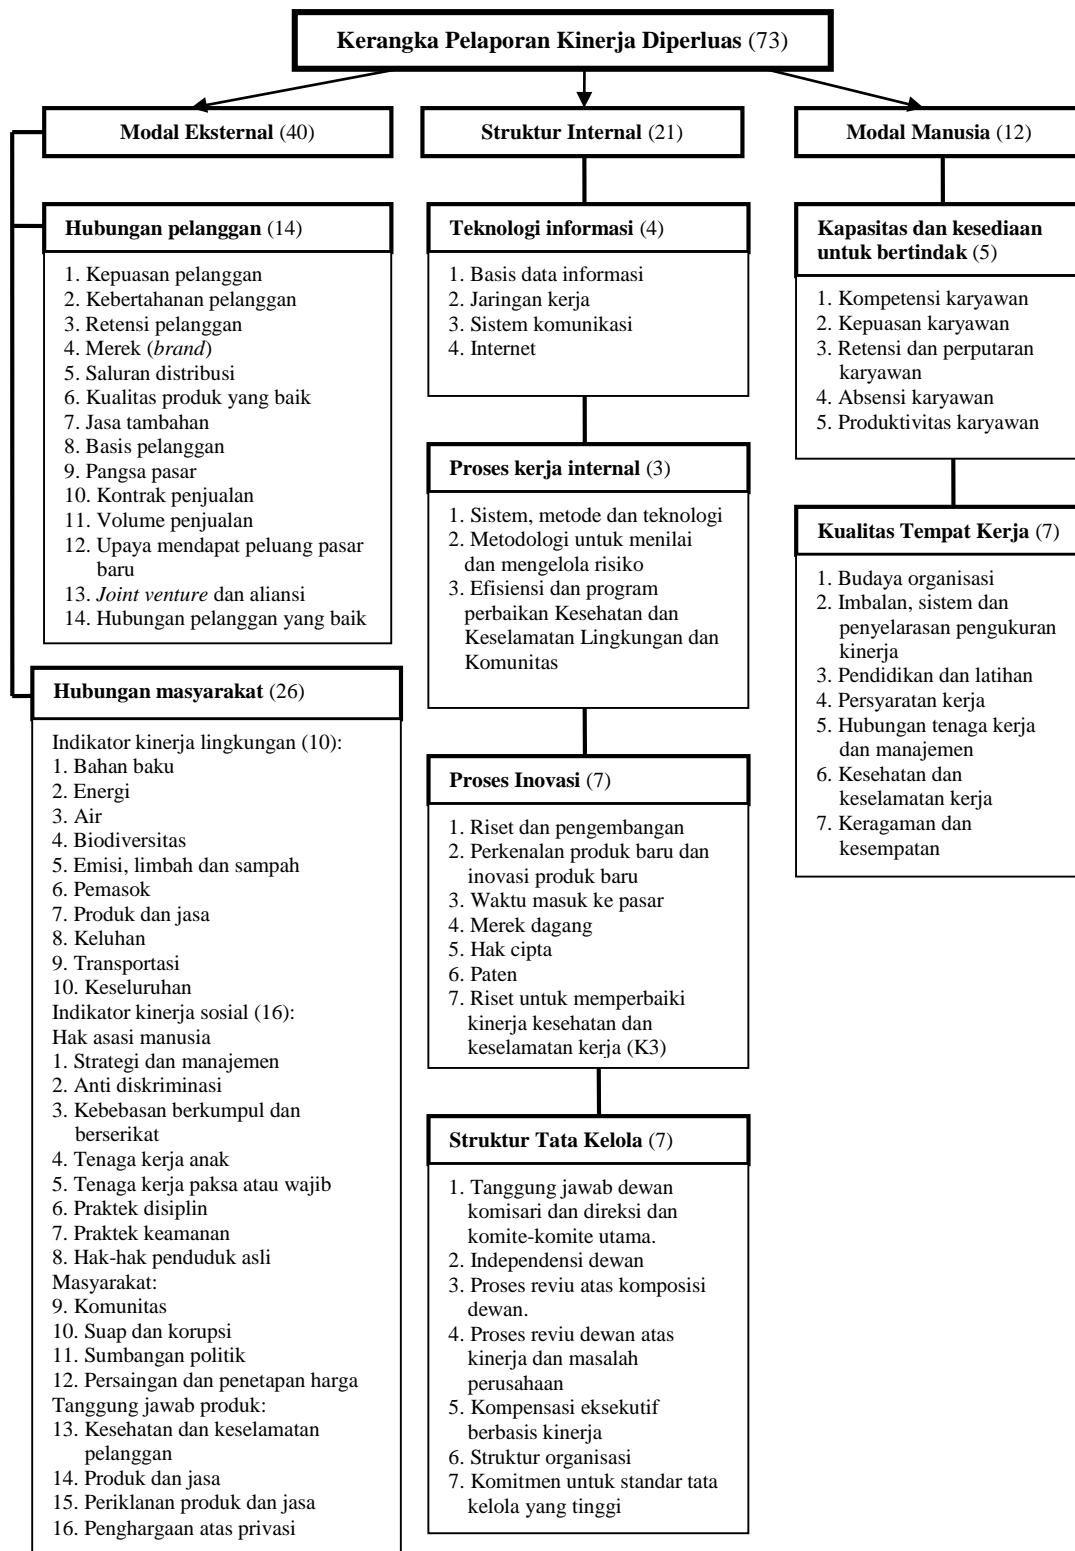 Kerangka Pelaporan Kinerja Diperluas (73)
Modal Eksternal (40)
Hubungan pelanggan (14)
1. Kepuasan pelanggan
2. Kebertahanan pelanggan
3. Retensi pelanggan
4. Merek (brand)
5. Saluran distribusi
6. Kualitas produk yang baik
7. Jasa tambahan
8. Basis pelanggan
9. Pangsa pasar
10. Kontrak penjualan
11. Volume penjualan
12. Upaya mendapat peluang pasar
baru
13. Joint venture dan aliansi
14. Hubungan pelanggan yang baik
Hubungan masyarakat (26)
Indikator kinerja lingkungan (10):
1. Bahan baku
2. Energi
3. Air
4. Biodiversitas
5. Emisi, limbah dan sampah
6. Pemasok
7. Produk dan jasa
8. Keluhan
9. Transportasi
10. Keseluruhan
Indikator kinerja sosial (16):
Hak asasi manusia
1. Strategi dan manajemen
2. Anti diskriminasi
3. Kebebasan berkumpul dan
berserikat
4. Tenaga kerja anak
5. Tenaga kerja paksa atau wajib
6. Praktek disiplin
7. Praktek keamanan
8. Hak-hak penduduk asli
Masyarakat:
9. Komunitas
10. Suap dan korupsi
11. Sumbangan politik
12. Persaingan dan penetapan harga
Tanggung jawab produk:
13. Kesehatan dan keselamatan
pelanggan
14. Produk dan jasa
15. Periklanan produk dan jasa
16. Penghargaan atas privasi
Struktur Internal (21)
Teknologi informasi (4)
1. Basis data informasi
2. Jaringan kerja
3. Sistem komunikasi
4. Internet
Proses kerja internal (3)
1. Sistem, metode dan teknologi
2. Metodologi untuk menilai
dan mengelola risiko
3. Efisiensi dan program
perbaikan Kesehatan dan
Keselamatan Lingkungan dan
Komunitas
Proses Inovasi (7)
1. Riset dan pengembangan
2. Perkenalan produk baru dan
inovasi produk baru
3. Waktu masuk ke pasar
4. Merek dagang
5. Hak cipta
6. Paten
7. Riset untuk memperbaiki
kinerja kesehatan dan
keselamatan kerja (K3)
Struktur Tata Kelola (7)
1. Tanggung jawab dewan
komisari dan direksi dan
komite-komite utama.
2. Independensi dewan
3. Proses reviu atas komposisi
dewan.
4. Proses reviu dewan atas
kinerja dan masalah
perusahaan
5. Kompensasi eksekutif
berbasis kinerja
6. Struktur organisasi
7. Komitmen untuk standar tata
kelola yang tinggi
Modal Manusia (12)
Kapasitas dan kesediaan
untuk bertindak (5)
1. Kompetensi karyawan
2. Kepuasan karyawan
3. Retensi dan perputaran
karyawan
4. Absensi karyawan
5. Produktivitas karyawan
Kualitas Tempat Kerja (7)
1. Budaya organisasi
2. Imbalan, sistem dan
penyelarasan pengukuran
kinerja
3. Pendidikan dan latihan
4. Persyaratan kerja
5. Hubungan tenaga kerja
dan manajemen
6. Kesehatan dan
keselamatan kerja
7. Keragaman dan
kesempatan